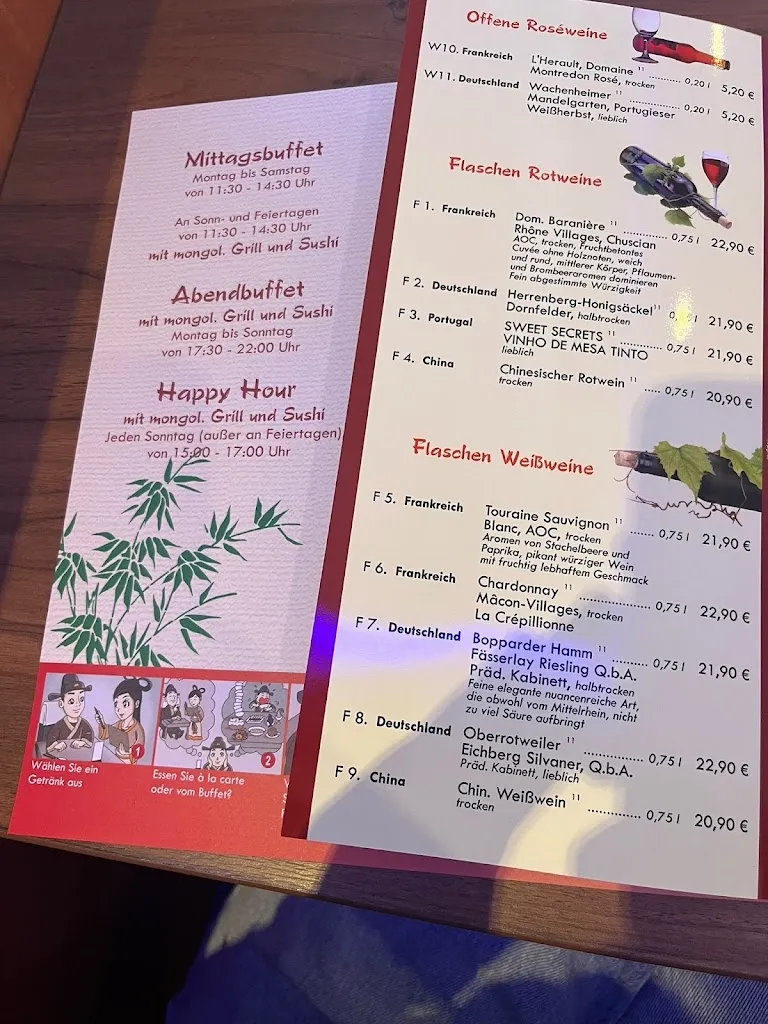 Mittagsbuffet
Montag bis Samstag
von 11:30 - 14:30 Uhr
An Sonn- und Feiertagen
von 11:30 - 14:30 Uhr
mit mongol. Grill und Sushi
Abendbuffet
mit mongol. Grill und Sushi
Montag bis Sonntag
von 17:30 - 22:00 Uhr
Happy Hour
mit mongol. Grill und Sushi
Jeden Sonntag (außer an Feiertagen)
von 15:00 - 17:00 Uhr
1
Wählen Sie ein
Getränk aus
2
Essen Sie à la carte
oder vom Buffet?
Offene Roséweine
W10. Frankreich L'Herault, Domaine 11 .......... 0,20 l 5,20 €
Montredon Rosé, trocken
W11. Deutschland Wachenheimer 11 .......... 0,20 l 5,20 €
Mandelgarten, Portugieser
Weißherbst, lieblich
Flaschen Rotweine
F 1. Frankreich Dom. Baranière 11 .......... 0,75 l 22,90 €
Rhône Villages, Chuscian
AOC, trocken, Fruchtbetontes
Cuvée ohne Holznoten, weich
und rund, mittlerer Körper, Pflaumen-
und Brombeeraromen dominieren
Fein abgestimmte Würzigkeit
F 2. Deutschland Herrenberg-Honigsäckel 11 21,90 €
Dornfelder, halbtrocken
F 3. Portugal SWEET SECRETS 11 .......... 0,75 l 21,90 €
VINHO DE MESA TINTO
lieblich
F 4. China Chinesischer Rotwein 11 ..... 0,75 l 20,90 €
trocken
Flaschen Weißweine
F 5. Frankreich Touraine Sauvignon 11 ....... 0,75 l 21,90 €
Blanc, AOC, trocken
Aromen von Stachelbeere und
Paprika, pikant würziger Wein
mit fruchtig lebhaftem Geschmack
F 6. Frankreich Chardonnay 11 .......... 0,75 l 22,90 €
Mâcon-Villages, trocken
La Crépillionne
F 7. Deutschland Bopparder Hamm 11 .......... 0,75 l 21,90 €
Fässerlay Riesling Q.b.A.
Präd. Kabinett, halbtrocken
Feine elegante nuancenreiche Art,
die obwohl vom Mittelrhein, nicht
zu viel Säure aufbringt
F 8. Deutschland Oberrotweiler 11 .......... 0,75 l 22,90 €
Eichberg Silvaner, Q.b.A.
Präd. Kabinett, lieblich
F 9. China Chin. Weißwein 11 .......... 0,75 l 20,90 €
trocken